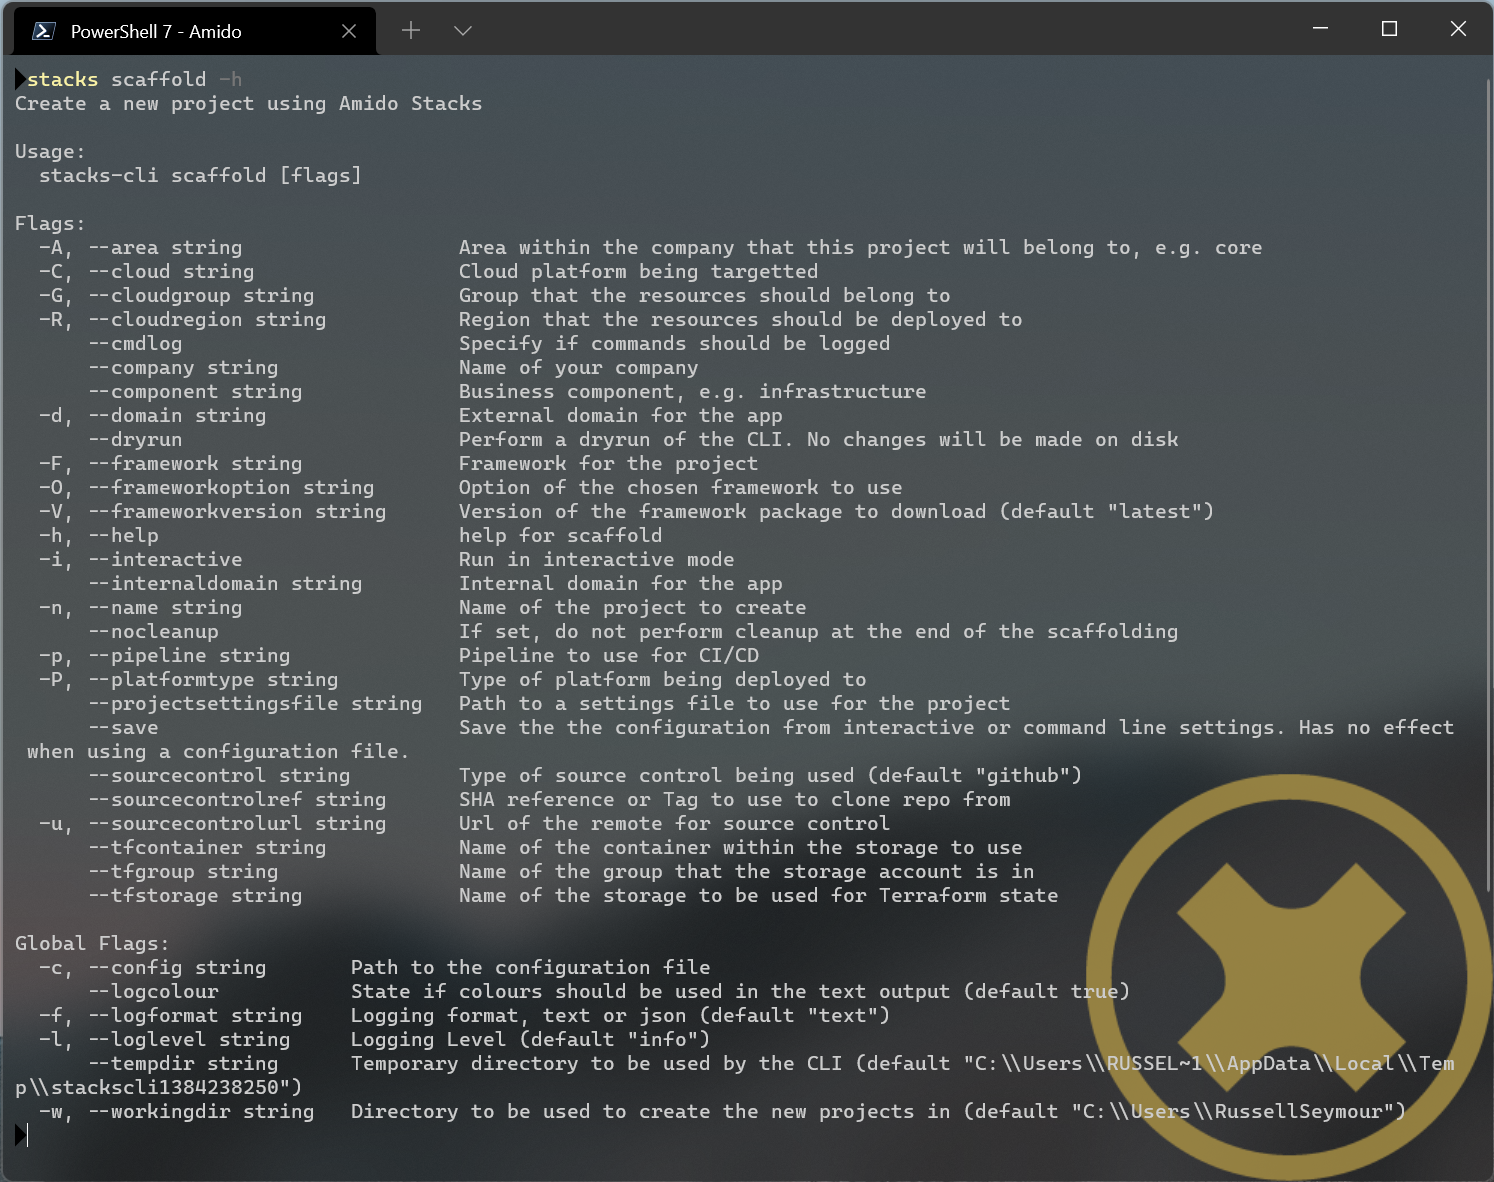 PowerShell 7 - Amido
stacks scaffold -h
Create a new project using Amido Stacks
Usage:
stacks-cli scaffold [flags]
Flags:
-A, --area string Area within the company that this project will belong to, e.g. core
-C, --cloud string Cloud platform being targetted
-G, --cloudgroup string Group that the resources should belong to
-R, --cloudregion string Region that the resources should be deployed to
--cmdlog Specify if commands should be logged
--company string Name of your company
--component string Business component, e.g. infrastructure
-d, --domain string External domain for the app
--dryrun Perform a dryrun of the CLI. No changes will be made on disk
-F, --framework string Framework for the project
-O, --frameworkoption string Option of the chosen framework to use
-V, --frameworkversion string Version of the framework package to download (default "latest")
-h, --help help for scaffold
-i, --interactive Run in interactive mode
--internaldomain string Internal domain for the app
-n, --name string Name of the project to create
--nocleanup If set, do not perform cleanup at the end of the scaffolding
-p, --pipeline string Pipeline to use for CI/CD
-P, --platformtype string Type of platform being deployed to
--projectsettingsfile string Path to a settings file to use for the project
--save Save the the configuration from interactive or command line settings. Has no effect
when using a configuration file.
--sourcecontrol string Type of source control being used (default "github")
--sourcecontrolref string SHA reference or Tag to use to clone repo from
-u, --sourcecontrolurl string Url of the remote for source control
--tfcontainer string Name of the container within the storage to use
--tfgroup string Name of the group that the storage account is in
--tfstorage string Name of the storage to be used for Terraform state
Global Flags:
-c, --config string Path to the configuration file
--logcolour State if colours should be used in the text output (default true)
-f, --logformat string Logging format, text or json (default "text")
-l, --loglevel string Logging Level (default "info")
--tempdir string Temporary directory to be used by the CLI (default "C:\\Users\\RUSSEL~1\\AppData\\Local\\Tem
p\\stackscli1384238250")
-w, --workingdir string Directory to be used to create the new projects in (default "C:\\Users\\RussellSeymour")